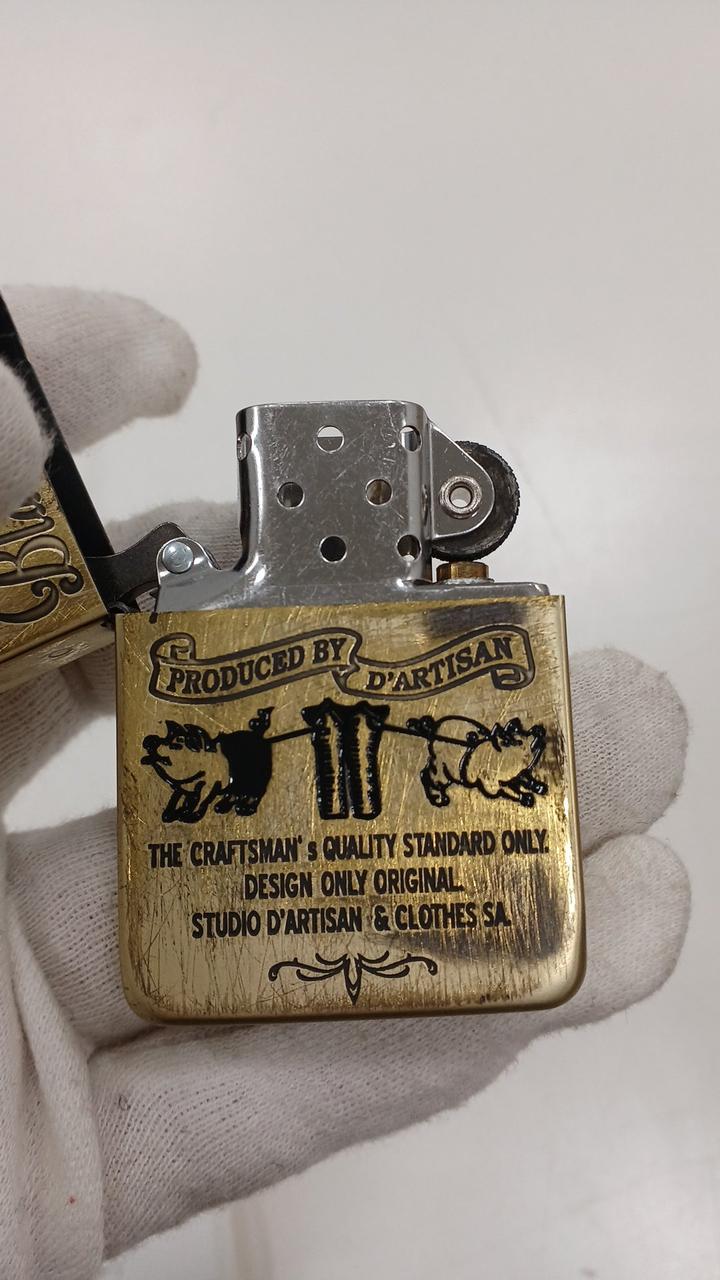 PRODUCED BY D'ARTISAN
THE CRAFTSMAN's QUALITY STANDARD ONLY.
DESIGN ONLY ORIGINAL.
STUDIO D'ARTISAN & CLOTHES SA.